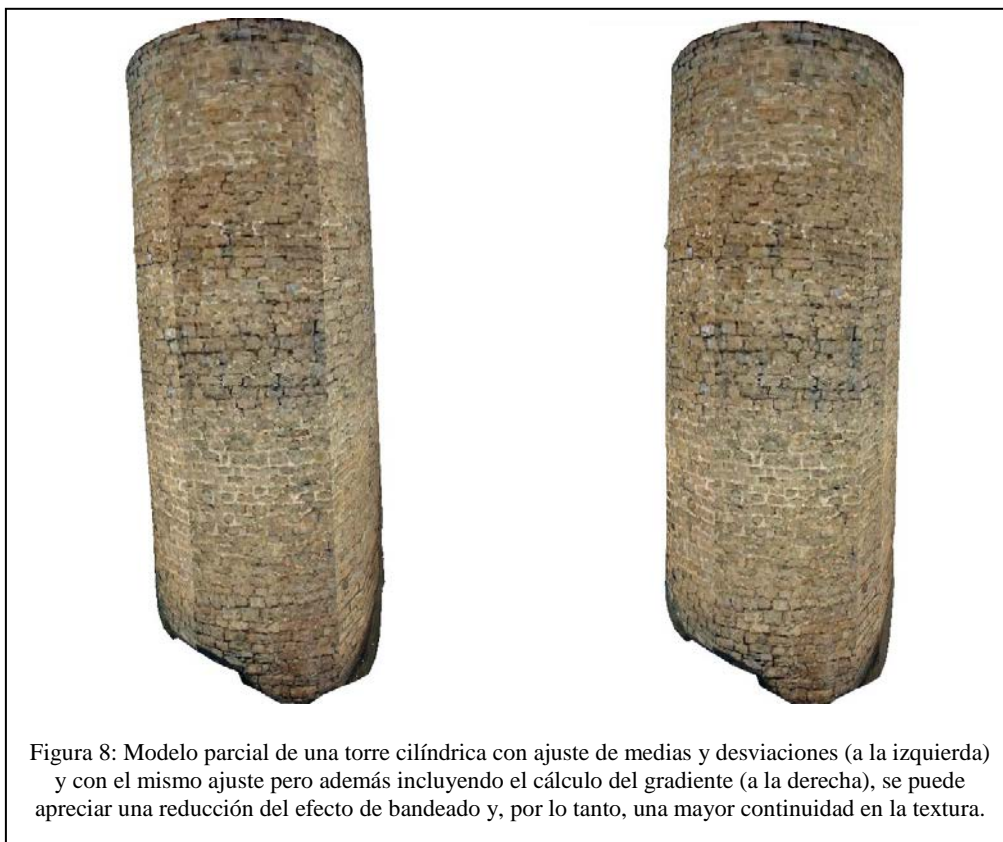 Figura 8: Modelo parcial de una torre cilíndrica con ajuste de medias y desviaciones (a la izquierda)
y con el mismo ajuste pero además incluyendo el cálculo del gradiente (a la derecha), se puede
apreciar una reducción del efecto de bandeado y, por lo tanto, una mayor continuidad en la textura.